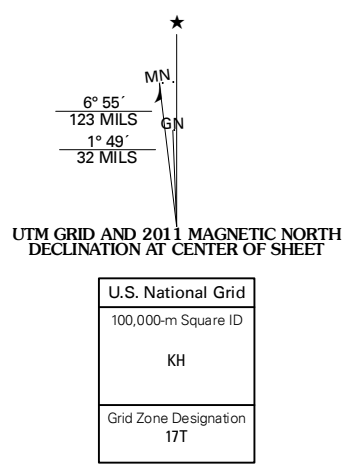 ★
M.N.
6° 55´
123 MILS
GN
1° 49´
32 MILS
UTM GRID AND 2011 MAGNETIC NORTH
DECLINATION AT CENTER OF SHEET
U.S. National Grid
100,000-m Square ID
KH
Grid Zone Designation
17T